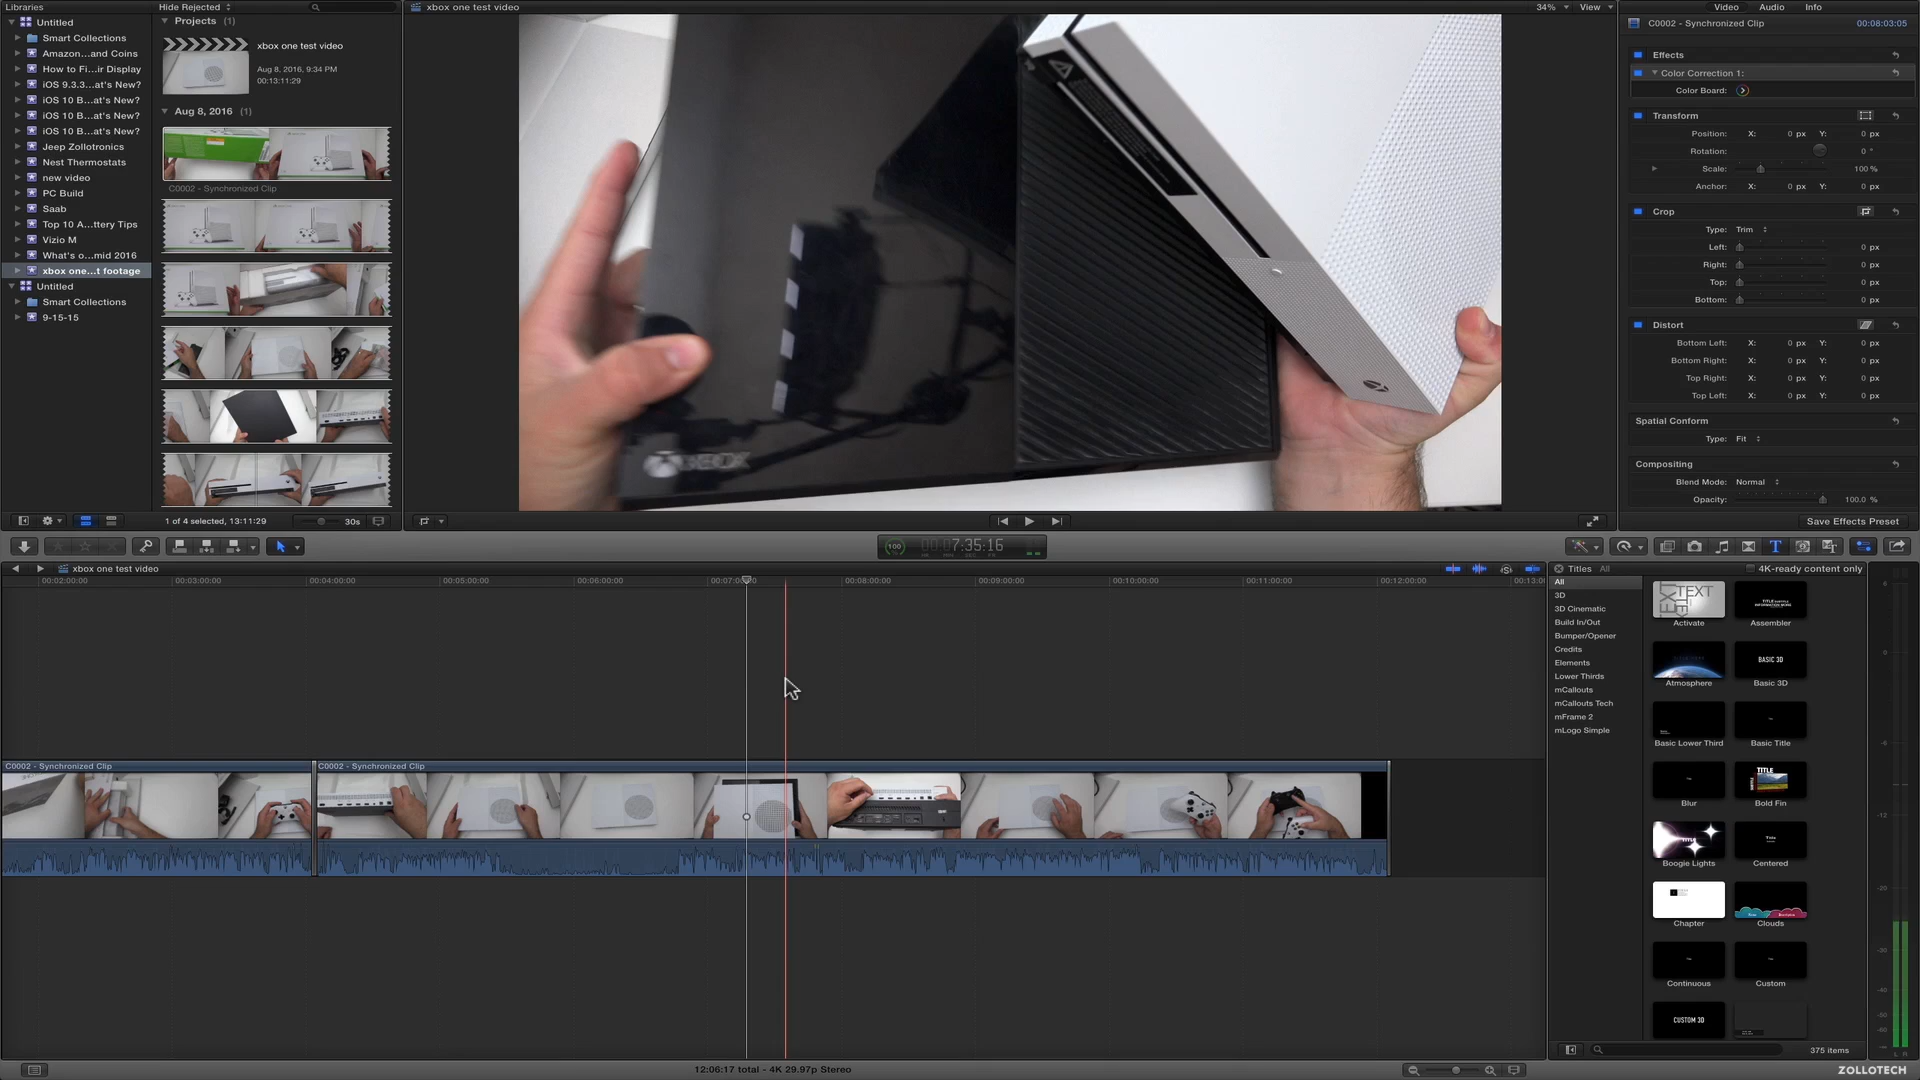 Libraries
Hide Rejected
xbox one test video
34%
View
Video
Audio
Info
Untitled
Smart Collections
Amazon...and Coins
How to Fi...ir Display
iOS 9.3.3...at's New?
iOS 10 B...at's New?
iOS 10 B...at's New?
iOS 10 B...at's New?
Jeep Zollotronics
Nest Thermostats
new video
PC Build
Saab
Top 10 A...ttery Tips
Vizio M
What's o...mid 2016
xbox one...t footage
Untitled
Smart Collections
9-15-15
Projects (1)
xbox one test video
Aug 8, 2016, 9:34 PM
00:13:11:29
Aug 8, 2016 (1)
C0002 - Synchronized Clip
1 of 4 selected, 13:11:29
30s
XBOX
C0002 - Synchronized Clip
00:08:03:05
Effects
Color Correction 1:
Color Board:
Transform
Position: X: 0 px Y: 0 px
Rotation: 0 °
Scale: 100 %
Anchor: X: 0 px Y: 0 px
Crop
Type: Trim
Left: 0 px
Right: 0 px
Top: 0 px
Bottom: 0 px
Distort
Bottom Left: X: 0 px Y: 0 px
Bottom Right: X: 0 px Y: 0 px
Top Right: X: 0 px Y: 0 px
Top Left: X: 0 px Y: 0 px
Spatial Conform
Type: Fit
Compositing
Blend Mode: Normal
Opacity: 100.0 %
Save Effects Preset
100
7:35:16
xbox one test video
00:02:00:00
00:03:00:00
00:04:00:00
00:05:00:00
00:06:00:00
00:08:00:00
00:09:00:00
00:10:00:00
00:11:00:00
00:12:00:00
C0002 - Synchronized Clip
C0002 - Synchronized Clip
Titles
All
4K-ready content only
All
3D
3D Cinematic
Build In/Out
Bumper/Opener
Credits
Elements
Lower Thirds
mCallouts
mCallouts Tech
mFrame 2
mLogo Simple
TEXT
Activate
Assembler
Atmosphere
BASIC 3D
Basic 3D
Basic Lower Third
Basic Title
Blur
TITLE
Bold Fin
Boogie Lights
Centered
Chapter
Clouds
Continuous
Custom
CUSTOM 3D
375 items
6
0
-6
-12
-20
-30
-40
-50
-60
L R
12:06:17 total - 4K 29.97p Stereo
ZOLLOTECH